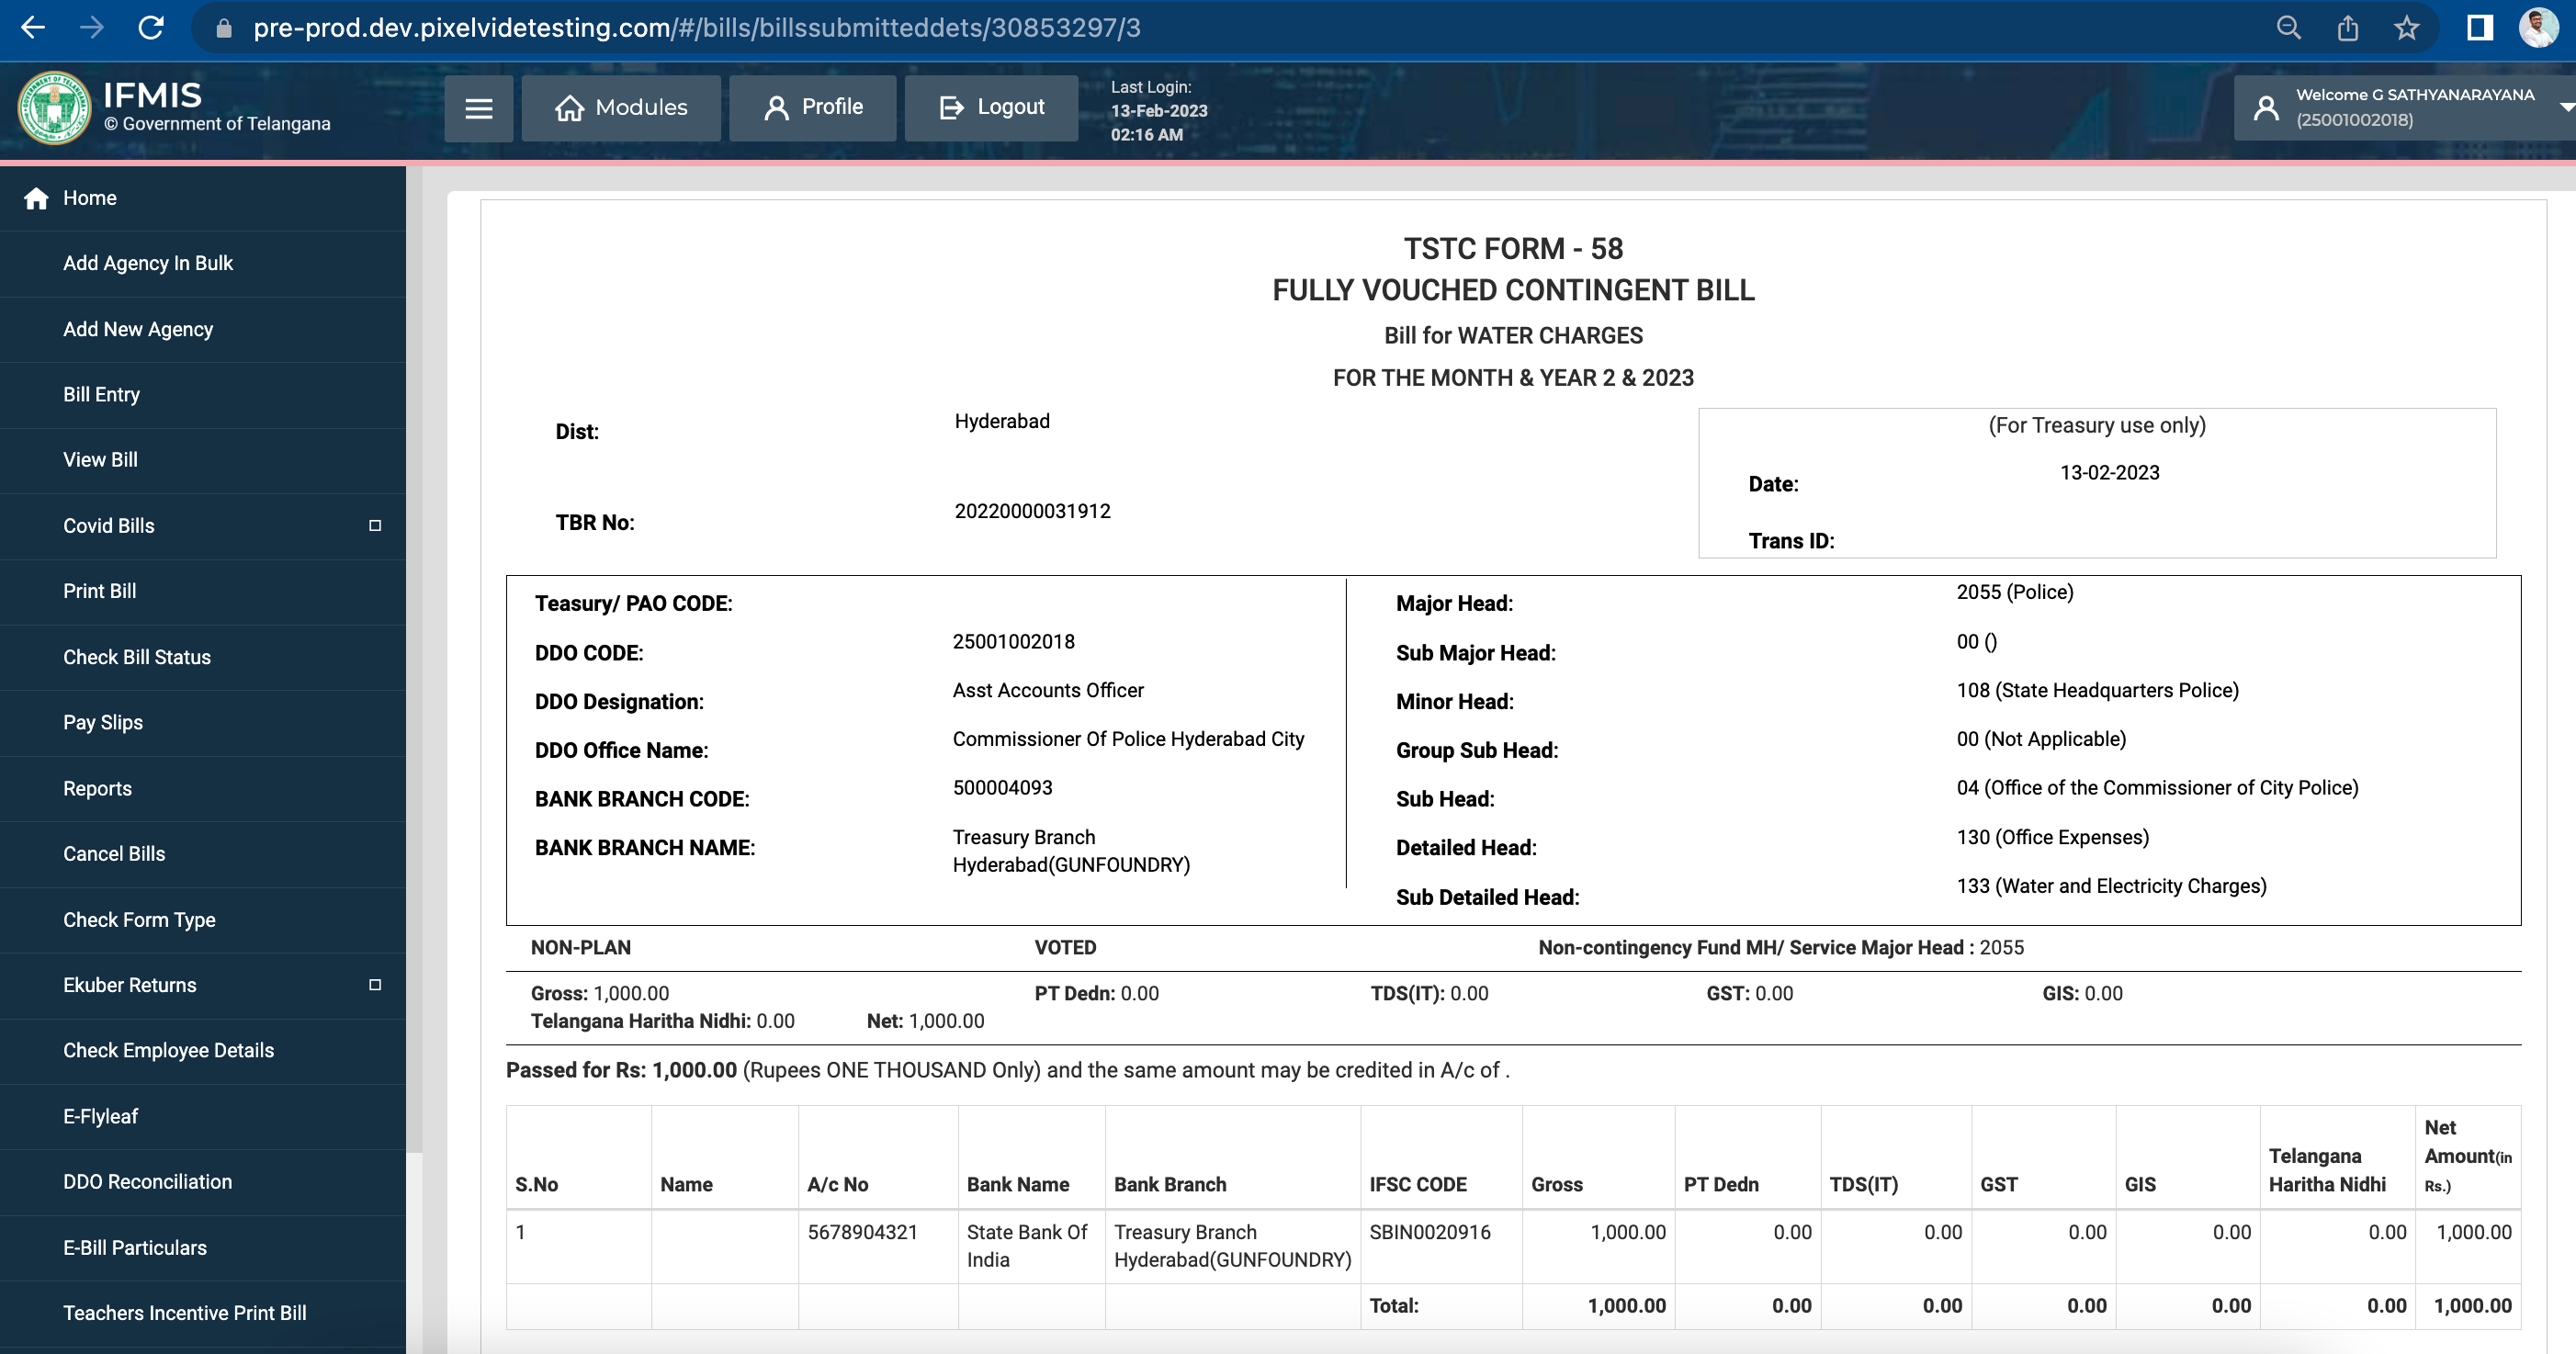 pre-prod.dev.pixelvidetesting.com/#/bills/billssubmitteddets/30853297/3
IFMIS
© Government of Telangana
Modules
Profile
Logout
Last Login:
13-Feb-2023
02:16 AM
Welcome G SATHYANARAYANA
(25001002018)
Home
Add Agency In Bulk
Add New Agency
Bill Entry
View Bill
Covid Bills
Print Bill
Check Bill Status
Pay Slips
Reports
Cancel Bills
Check Form Type
Ekuber Returns
Check Employee Details
E-Flyleaf
DDO Reconciliation
E-Bill Particulars
Teachers Incentive Print Bill
TSTC FORM - 58
FULLY VOUCHED CONTINGENT BILL
Bill for WATER CHARGES
FOR THE MONTH & YEAR 2 & 2023
Dist: Hyderabad
TBR No: 20220000031912
(For Treasury use only)
Date: 13-02-2023
Trans ID:
Teasury/ PAO CODE:
DDO CODE: 25001002018
DDO Designation: Asst Accounts Officer
DDO Office Name: Commissioner Of Police Hyderabad City
BANK BRANCH CODE: 500004093
BANK BRANCH NAME: Treasury Branch
Hyderabad(GUNFOUNDRY)
Major Head: 2055 (Police)
Sub Major Head: 00 ()
Minor Head: 108 (State Headquarters Police)
Group Sub Head: 00 (Not Applicable)
Sub Head: 04 (Office of the Commissioner of City Police)
Detailed Head: 130 (Office Expenses)
Sub Detailed Head: 133 (Water and Electricity Charges)
NON-PLAN VOTED Non-contingency Fund MH/ Service Major Head : 2055
Gross: 1,000.00 PT Dedn: 0.00 TDS(IT): 0.00 GST: 0.00 GIS: 0.00
Telangana Haritha Nidhi: 0.00 Net: 1,000.00
Passed for Rs: 1,000.00 (Rupees ONE THOUSAND Only) and the same amount may be credited in A/c of .
S.No Name A/c No Bank Name Bank Branch IFSC CODE Gross PT Dedn TDS(IT) GST GIS Telangana Haritha Nidhi Net Amount(in Rs.)
1 5678904321 State Bank Of India Treasury Branch Hyderabad(GUNFOUNDRY) SBIN0020916 1,000.00 0.00 0.00 0.00 0.00 0.00 1,000.00
Total: 1,000.00 0.00 0.00 0.00 0.00 0.00 1,000.00